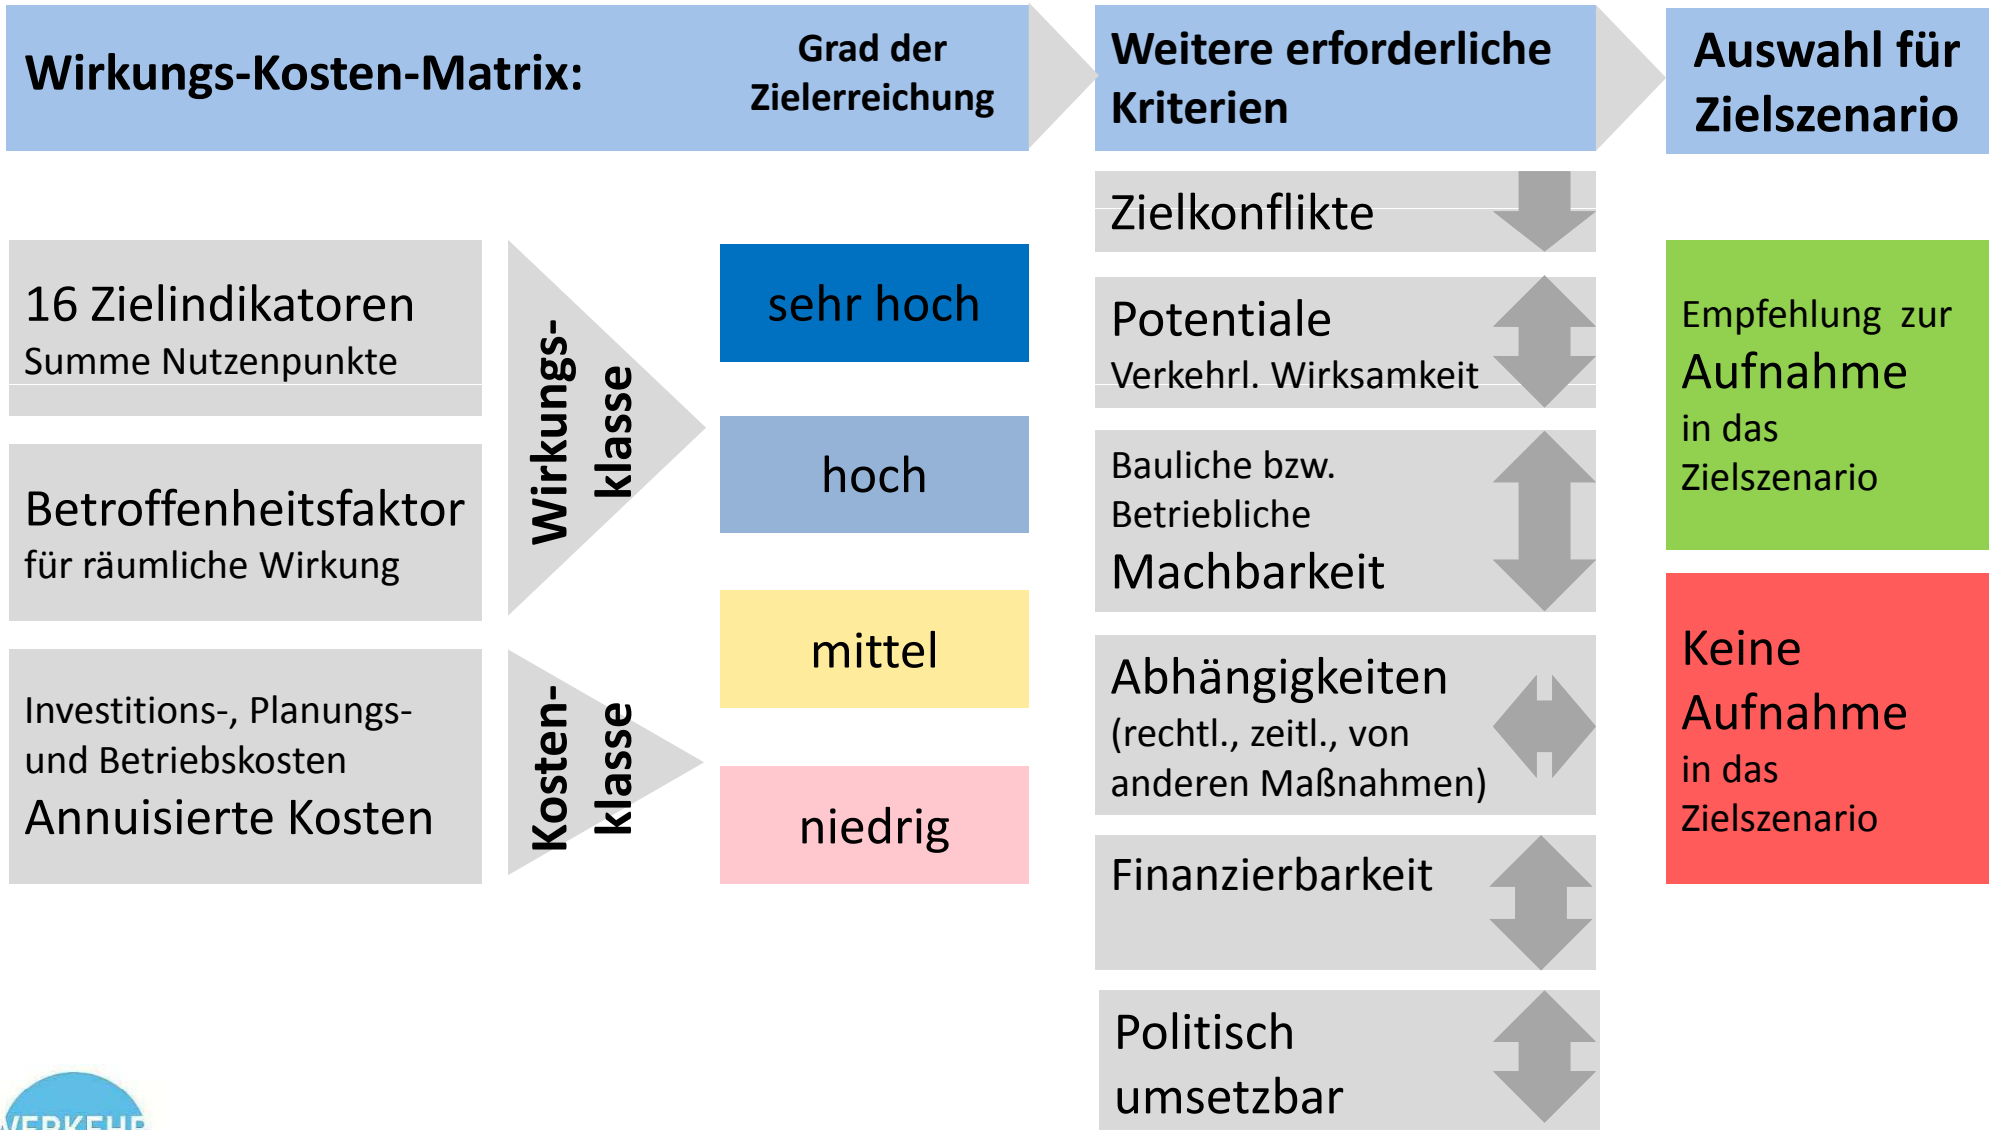 Wirkungs-Kosten-Matrix:
Grad der
Zielerreichung
Weitere erforderliche
Kriterien
Auswahl für
Zielszenario
16 Zielindikatoren
Summe Nutzenpunkte
Betroffenheitsfaktor
für räumliche Wirkung
Investitions-, Planungs-
und Betriebskosten
Annuisierte Kosten
Wirkungs-
klasse
Kosten-
klasse
sehr hoch
hoch
mittel
niedrig
Zielkonflikte
Potentiale
Verkehrl. Wirksamkeit
Bauliche bzw.
Betriebliche
Machbarkeit
Abhängigkeiten
(rechtl., zeitl., von
anderen Maßnahmen)
Finanzierbarkeit
Politisch
umsetzbar
Empfehlung zur
Aufnahme
in das
Zielszenario
Keine
Aufnahme
in das
Zielszenario
VERKEHR